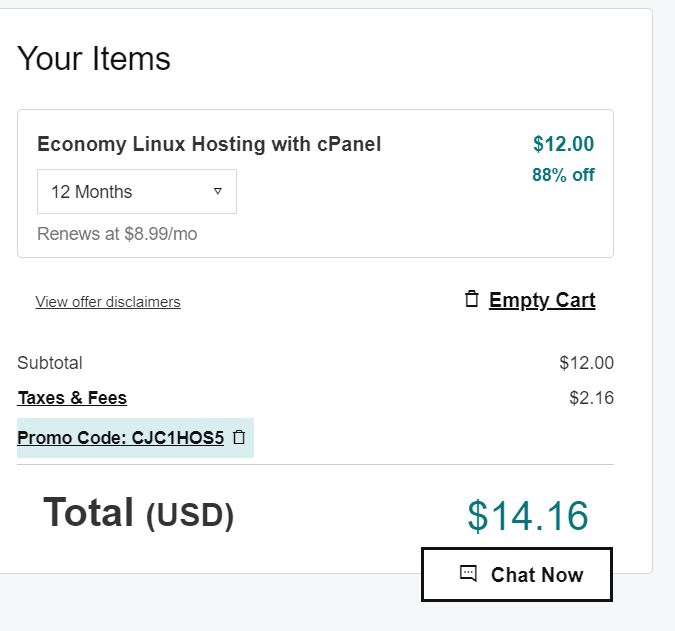 Your Items
Economy Linux Hosting with cPanel
$12.00
88% off
12 Months
Renews at $8.99/mo
View offer disclaimers
Empty Cart
Subtotal
$12.00
Taxes & Fees
$2.16
Promo Code: CJC1HOS5
Total (USD)
$14.16
Chat Now